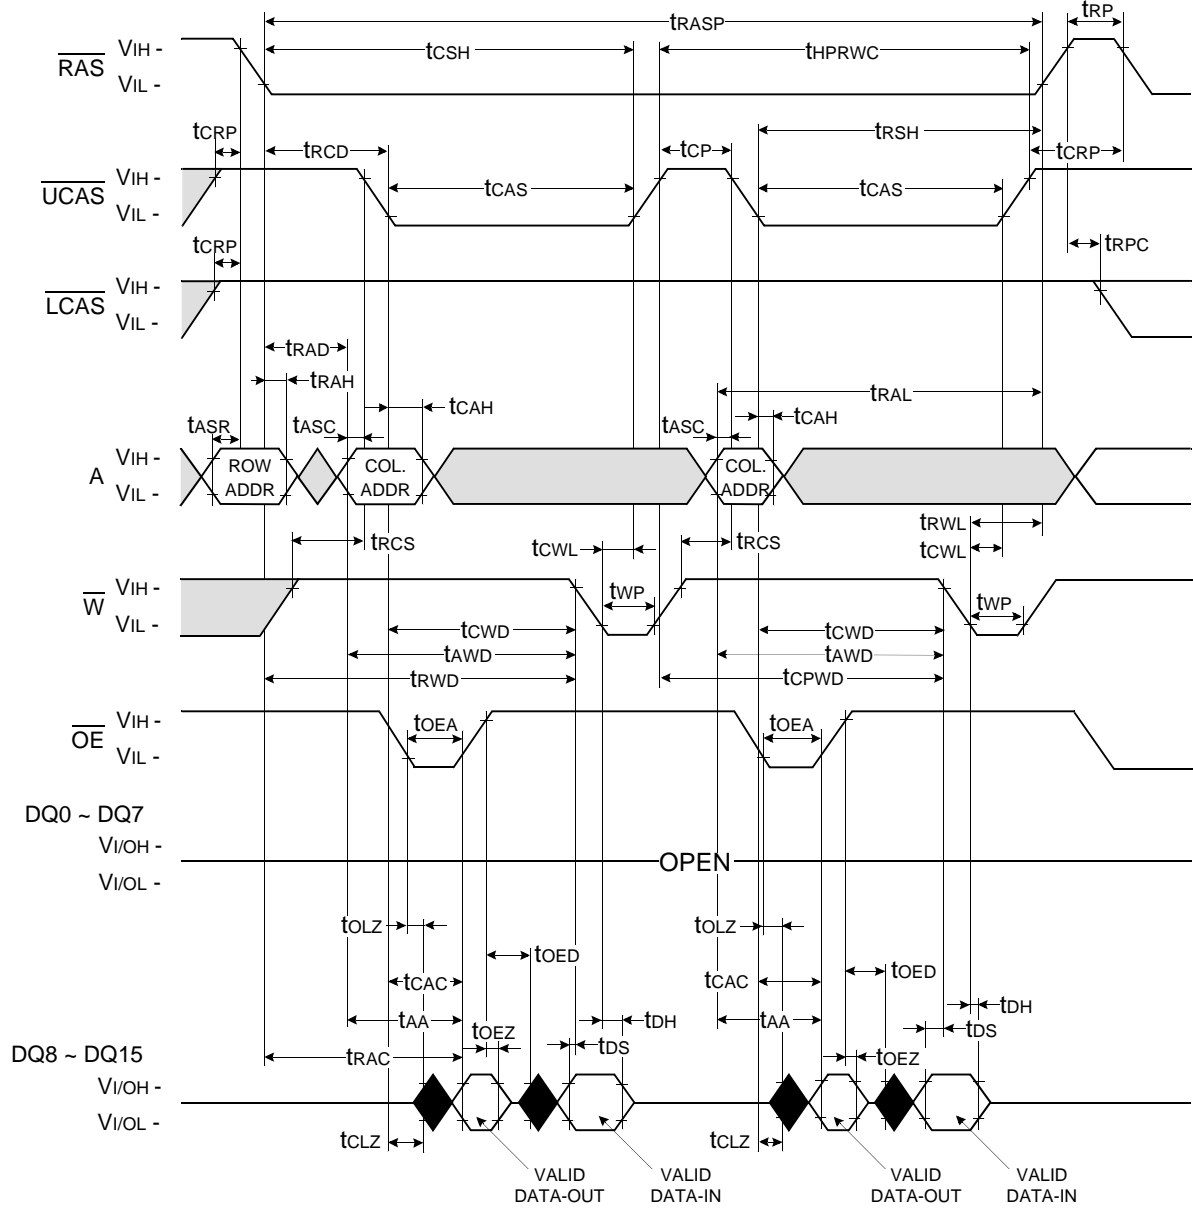 tRASP
tRP
tCSH
tHPRWC
RAS
VIH -
VIL -
tCRP
tRCD
tCP
tRSH
tCRP
UCAS
VIH -
VIL -
tCAS
tCAS
tCRP
tRPC
LCAS
VIH -
VIL -
tRAD
tRAH
tCAH
tRAL
tASR
tASC
tASC
tCAH
A
VIH -
VIL -
ROW
ADDR
COL.
ADDR
COL.
ADDR
tRWL
tRCS
tCWL
tRCS
tCWL
W
VIH -
VIL -
tWP
tWP
tCWD
tCWD
tAWD
tAWD
tRWD
tCPWD
OE
VIH -
VIL -
tOEA
tOEA
DQ0 ~ DQ7
VI/OH -
VI/OL -
OPEN
tOLZ
tOLZ
tOED
tOED
tCAC
tCAC
tDH
tAA
tOEZ
tDH
tAA
tDS
tRAC
tDS
tOEZ
DQ8 ~ DQ15
VI/OH -
VI/OL -
tCLZ
tCLZ
VALID
DATA-OUT
VALID
DATA-IN
VALID
DATA-OUT
VALID
DATA-IN